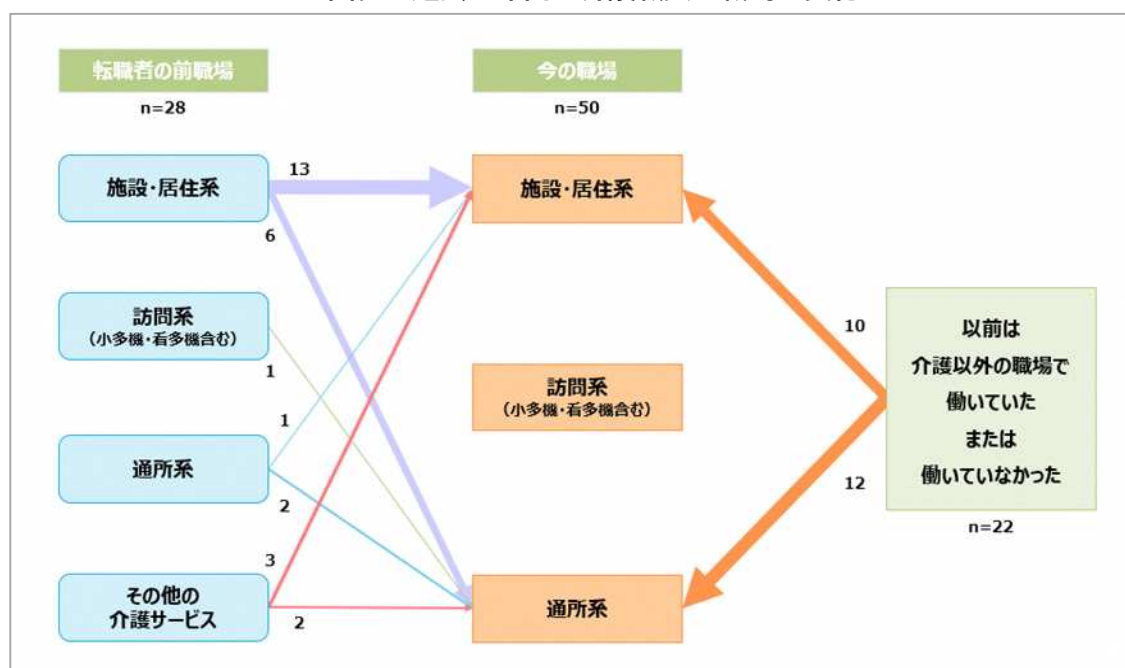 転職者の前職場
n=28
今の職場
n=50
施設・居住系
13
6
訪問系
(小多機・看多機含む)
1
1
通所系
2
3
その他の
介護サービス
2
施設・居住系
訪問系
(小多機・看多機含む)
通所系
10
12
以前は
介護以外の職場で
働いていた
または
働いていなかった
n=22